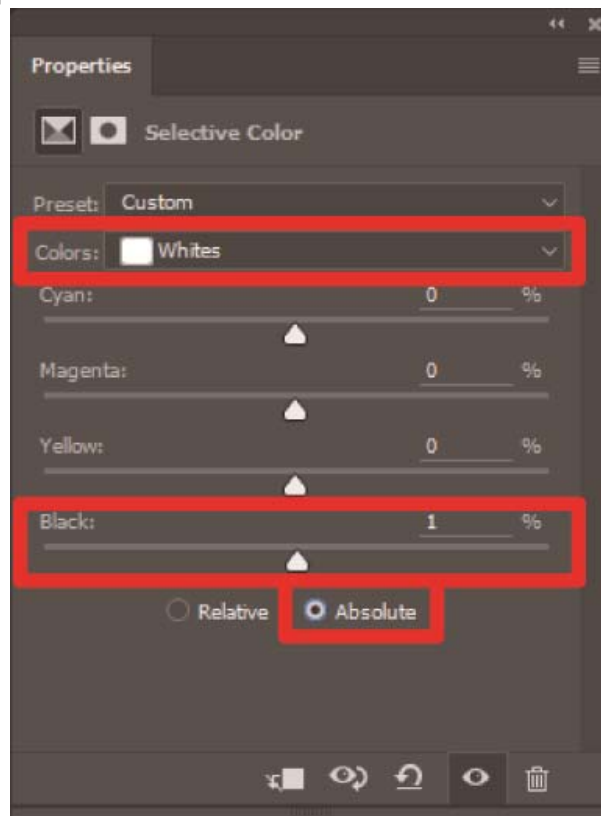 Properties
Selective Color
Preset: Custom
Colors: Whites
Cyan: 0 %
Magenta: 0 %
Yellow: 0 %
Black: 1 %
Relative Absolute